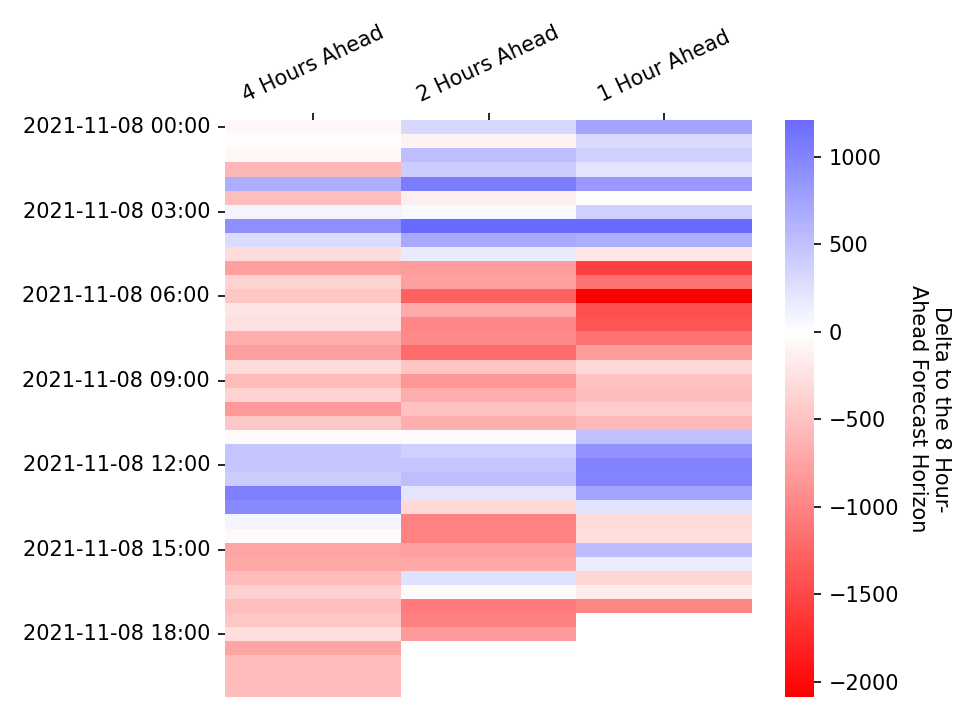 4 Hours Ahead
2 Hours Ahead
1 Hour Ahead
2021-11-08 00:00
2021-11-08 03:00
2021-11-08 06:00
2021-11-08 09:00
2021-11-08 12:00
2021-11-08 15:00
2021-11-08 18:00
1000
500
0
−500
−1000
−1500
−2000
Delta to the 8 Hour-
Ahead Forecast Horizon